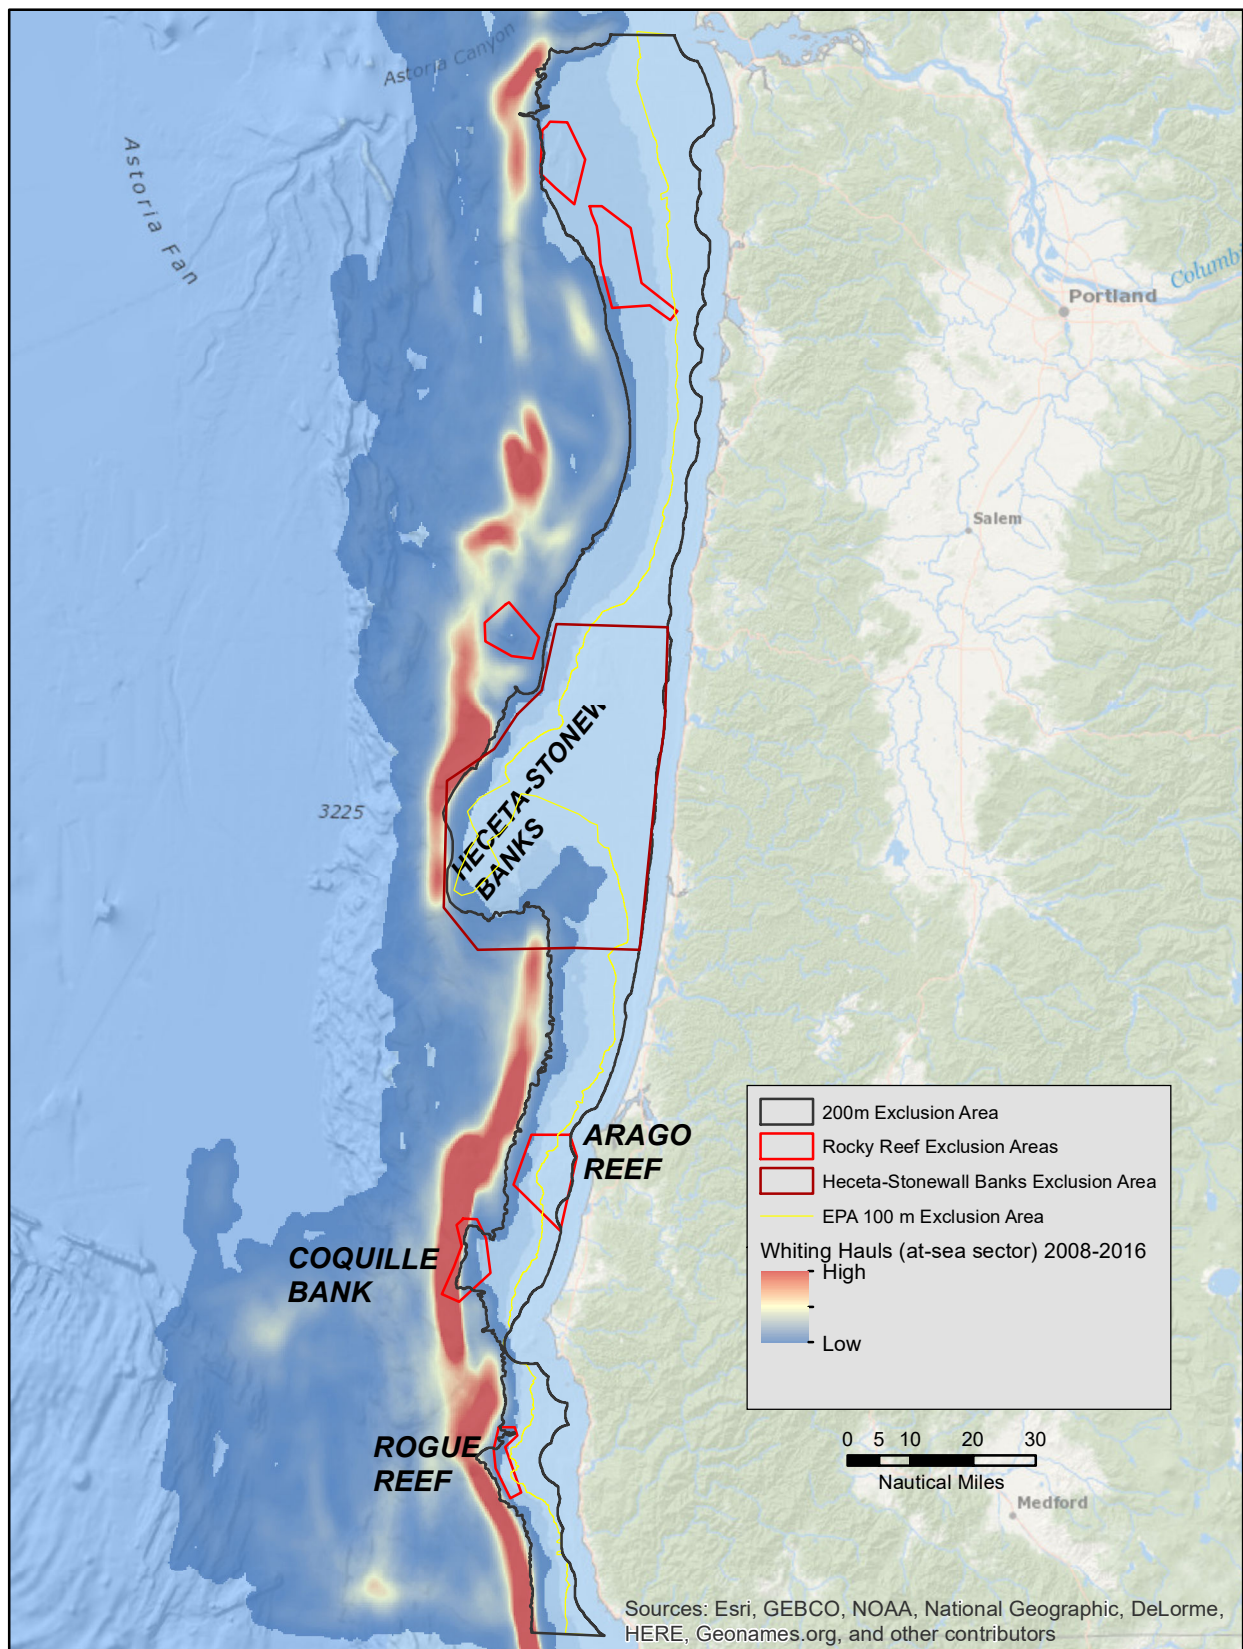 Astoria Canyon
Astoria Fan
Columbi
Portland
Salem
HECETA-STONEW
BANKS
3225
ARAGO
REEF
COQUILLE
BANK
ROGUE
REEF
200m Exclusion Area
Rocky Reef Exclusion Areas
Heceta-Stonewall Banks Exclusion Area
EPA 100 m Exclusion Area
Whiting Hauls (at-sea sector) 2008-2016
High
Low
0 5 10 20 30
Nautical Miles
Medford
Sources: Esri, GEBCO, NOAA, National Geographic, DeLorme,
HERE, Geonames.org, and other contributors